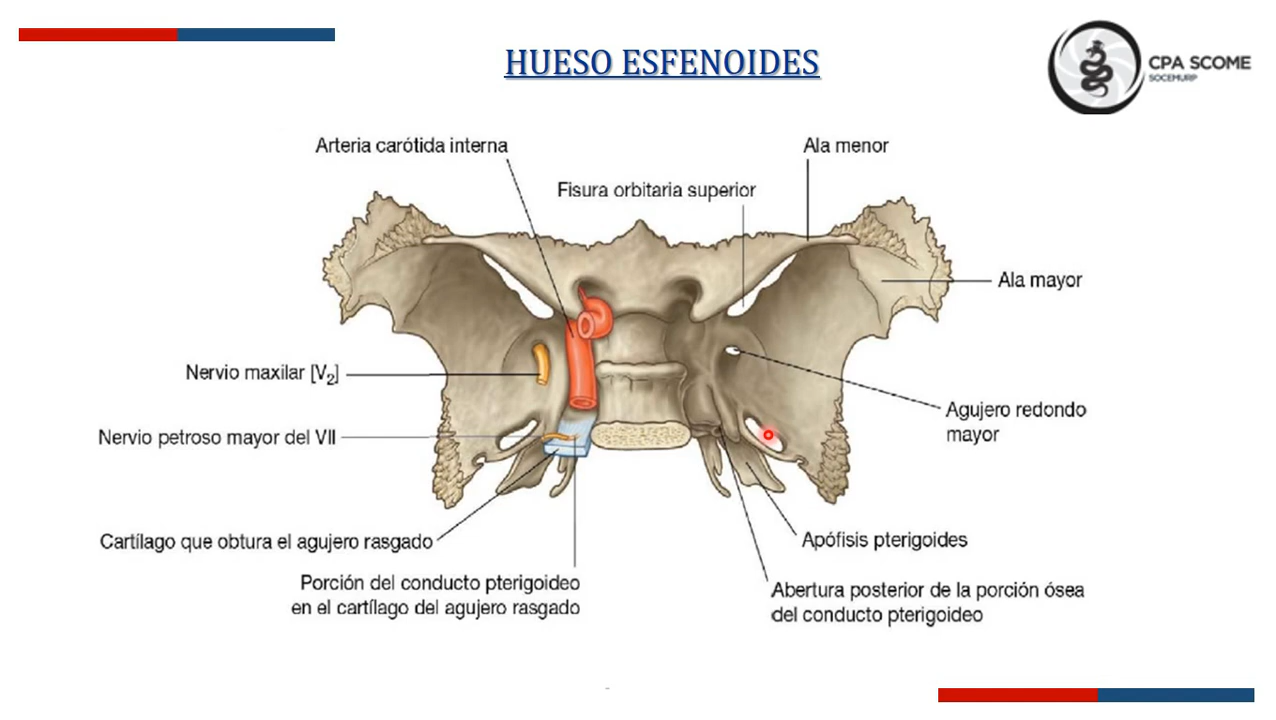 HUESO ESFENOIDES
CPA SCOME
SOCEMURP
Arteria carótida interna
Ala menor
Fisura orbitaria superior
Ala mayor
Nervio maxilar [V2]
Agujero redondo
mayor
Nervio petroso mayor del VII
Cartílago que obtura el agujero rasgado
Apófisis pterigoides
Porción del conducto pterigoideo
en el cartílago del agujero rasgado
Abertura posterior de la porción ósea
del conducto pterigoideo